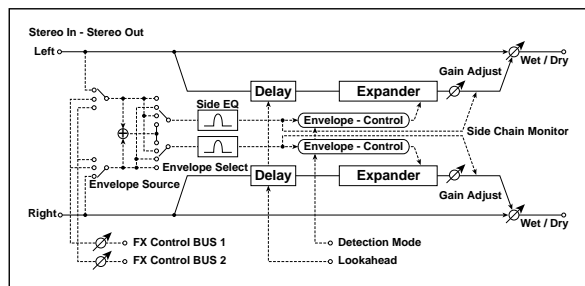 Stereo In - Stereo Out
Left
Wet / Dry
Gain Adjust
Delay
Expander
Side EQ
Envelope - Control
Side Chain Monitor
Envelope - Control
Envelope Source
Envelope Select
Delay
Expander
Gain Adjust
Right
Wet / Dry
FX Control BUS 1
Detection Mode
FX Control BUS 2
Lookahead